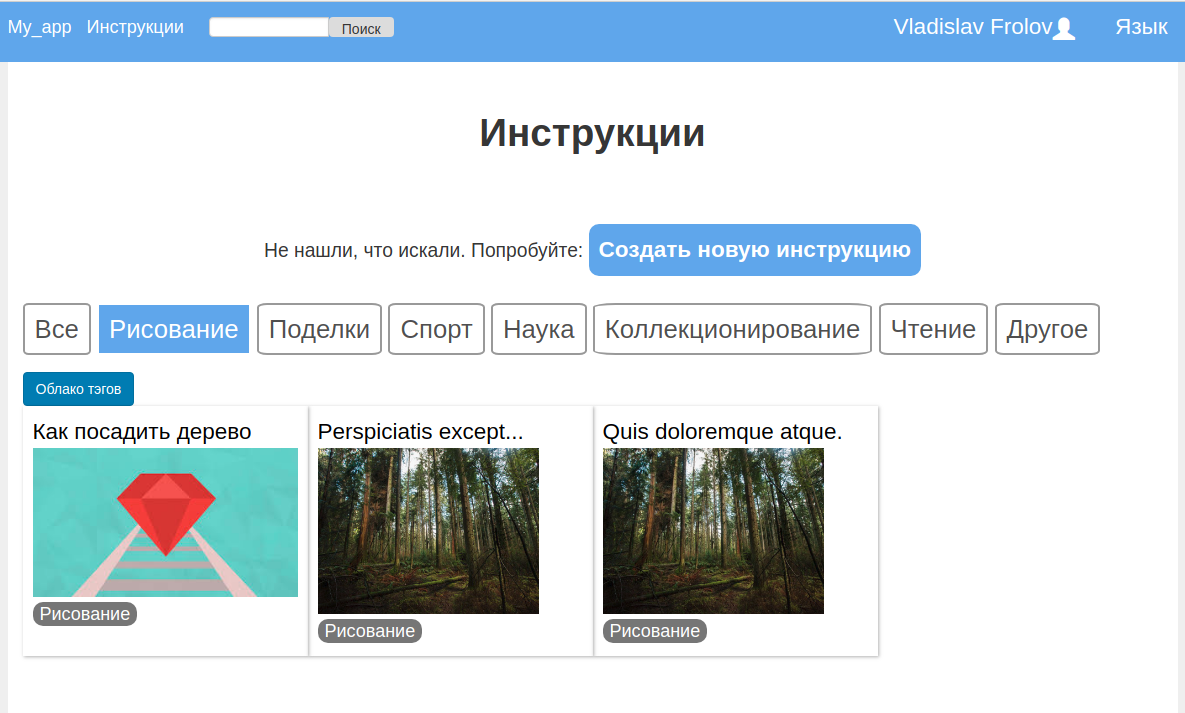 My_app Инструкции Поиск Vladislav Frolov Язык
Инструкции
Не нашли, что искали. Попробуйте: Создать новую инструкцию
Все Рисование Поделки Спорт Наука Коллекционирование Чтение Другое
Облако тэгов
Как посадить дерево
Рисование
Perspiciatis except...
Рисование
Quis doloremque atque.
Рисование